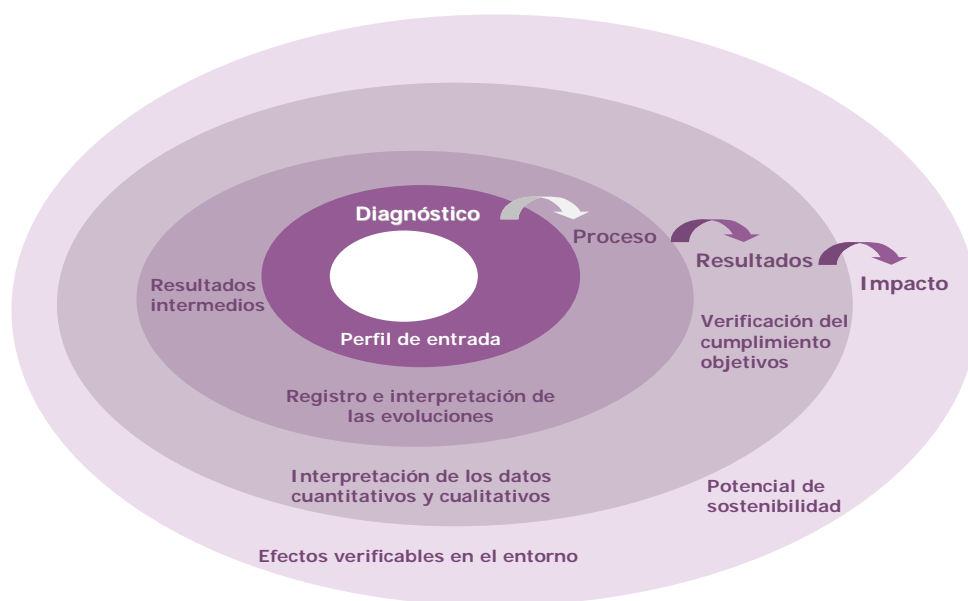 Diagnóstico
Proceso
Resultados
Impacto
Resultados
intermedios
Perfil de entrada
Verificación del
cumplimiento
objetivos
Registro e interpretación de
las evoluciones
Interpretación de los datos
cuantitativos y cualitativos
Potencial de
sostenibilidad
Efectos verificables en el entorno